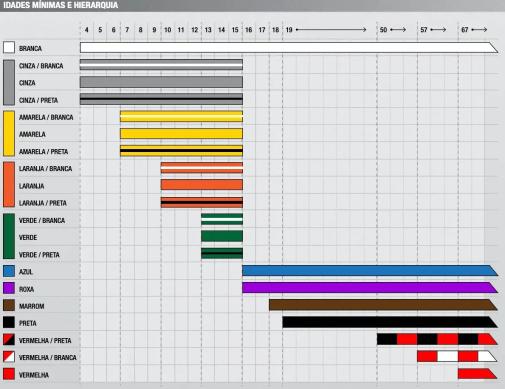 IDADES MÍNIMAS E HIERARQUIA
4 5 6 7 8 9 10 11 12 13 14 15 16 17 18 19 50 57 67
BRANCA
CINZA / BRANCA
CINZA
CINZA / PRETA
AMARELA / BRANCA
AMARELA
AMARELA / PRETA
LARANJA / BRANCA
LARANJA
LARANJA / PRETA
VERDE / BRANCA
VERDE
VERDE / PRETA
AZUL
ROXA
MARROM
PRETA
VERMELHA / PRETA
VERMELHA / BRANCA
VERMELHA